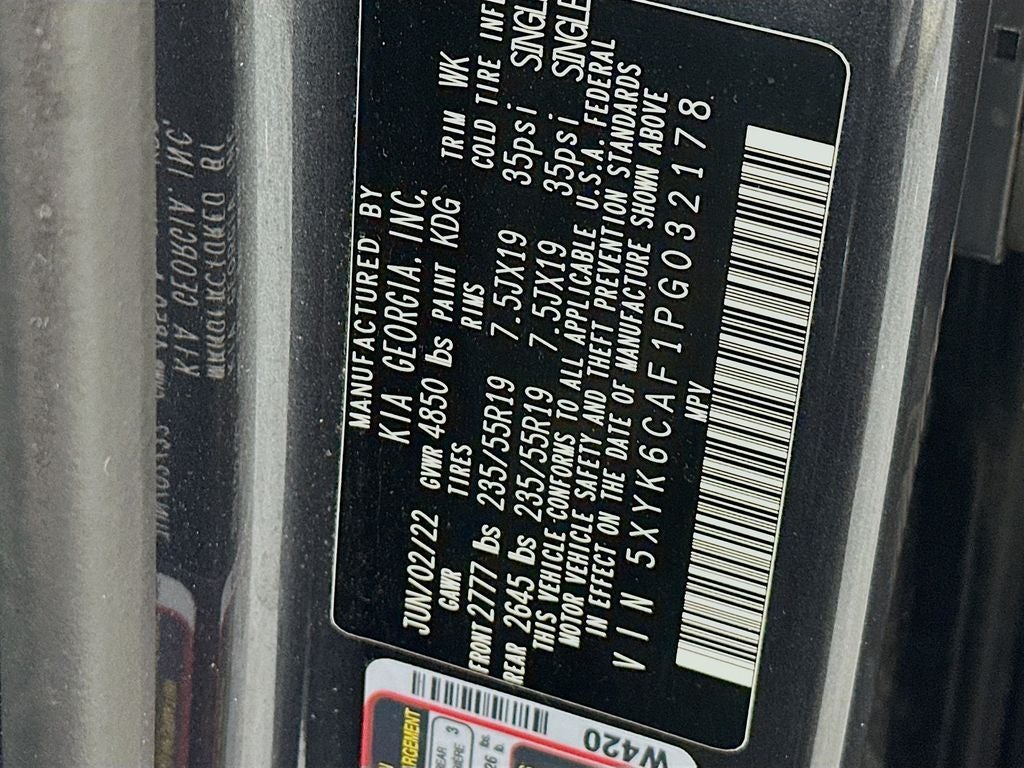 MANUFACTURED BY
KIA GEORGIA, INC.
JUN/02/22 GVWR 4850 lbs PAINT KDG TRIM WK
GAWR TIRES RIMS COLD TIRE
FRONT 2777 lbs 235/55R19 7.5JX19 35psi
REAR 2645 lbs 235/55R19 7.5JX19 35psi
THIS VEHICLE CONFORMS TO ALL APPLICABLE U.S.A. FEDERAL
MOTOR VEHICLE SAFETY AND THEFT PREVENTION STANDARDS
IN EFFECT ON THE DATE OF MANUFACTURE SHOWN ABOVE
VIN 5XYK6CAF1PG032178
MPV
W420
3